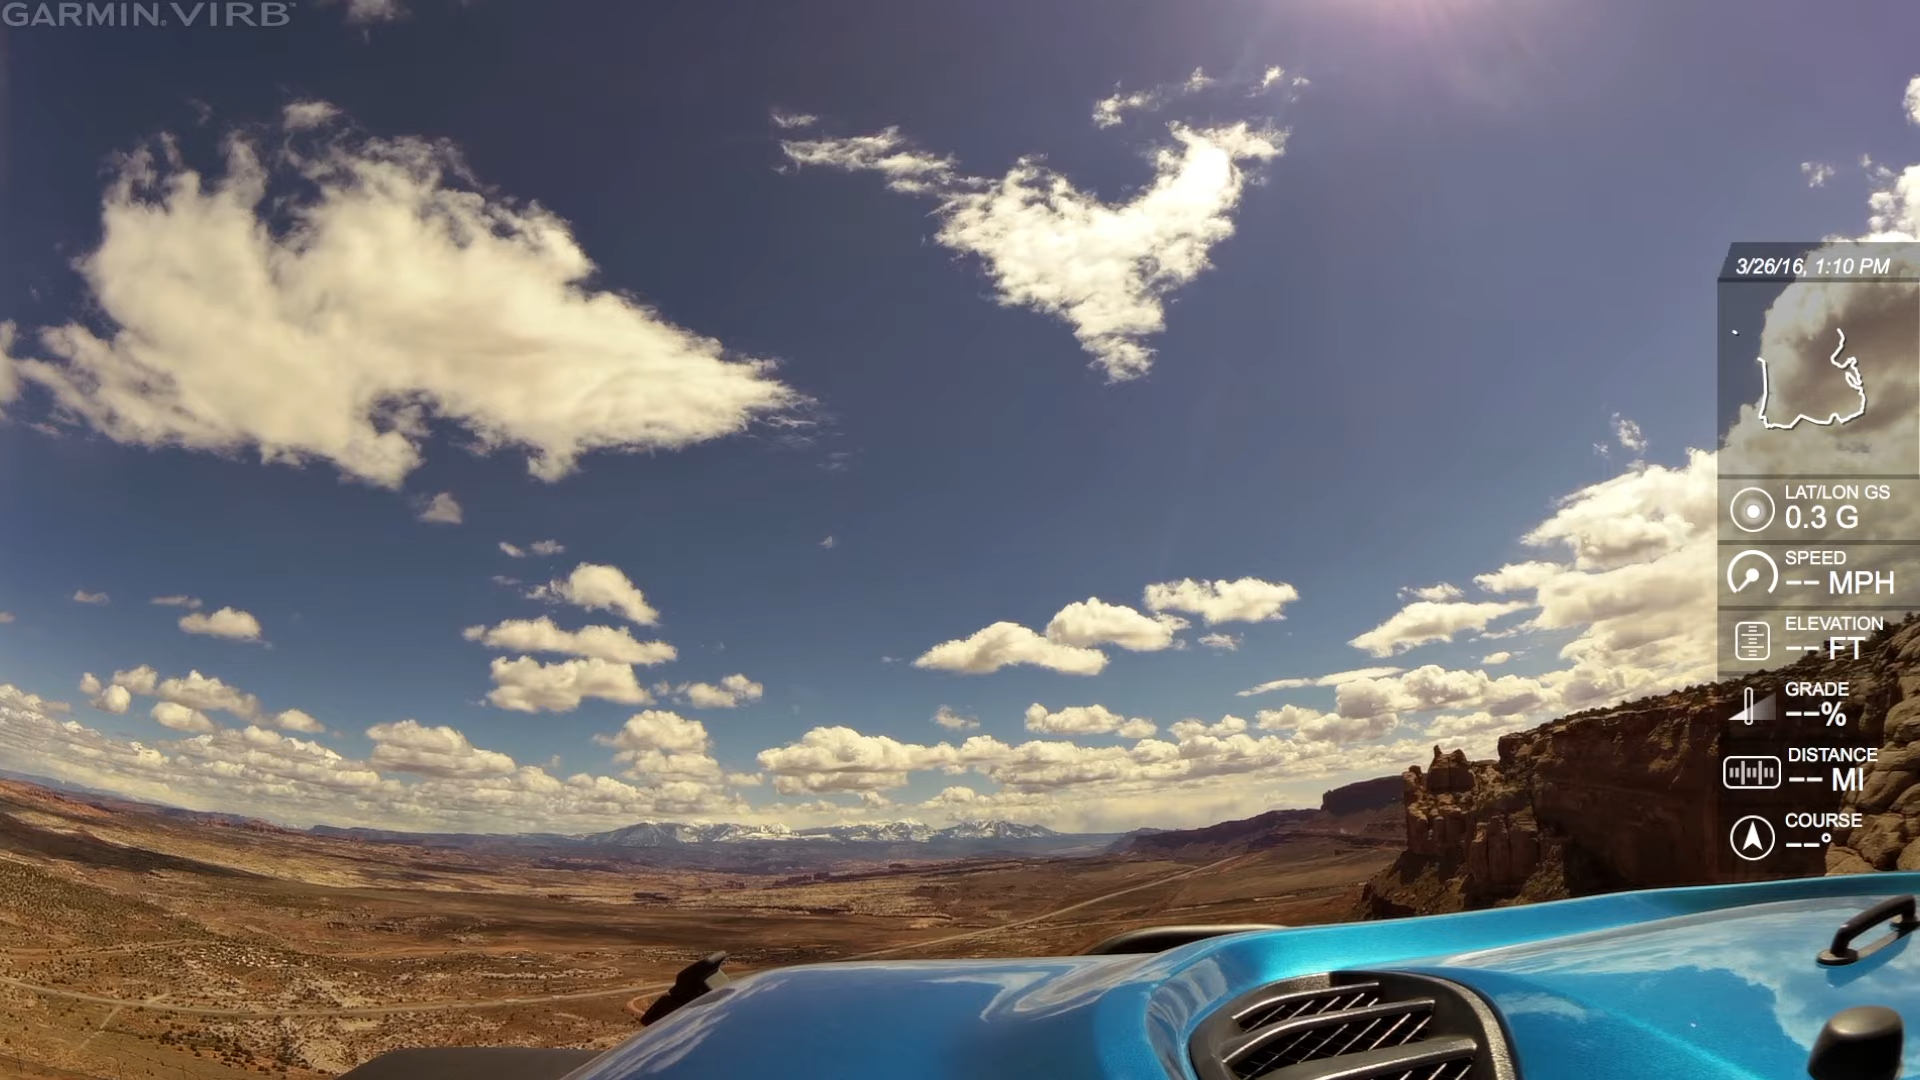 GARMIN.VIRB™
3/26/16, 1:10 PM
LAT/LON GS
0.3 G
SPEED
-- MPH
ELEVATION
-- FT
GRADE
--%
DISTANCE
-- MI
COURSE
--°